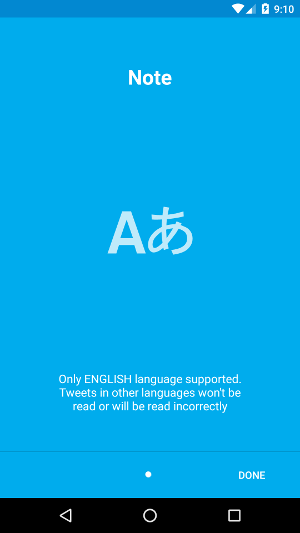 9:10
Note
Aあ
Only ENGLISH language supported.
Tweets in other languages won't be
read or will be read incorrectly
DONE